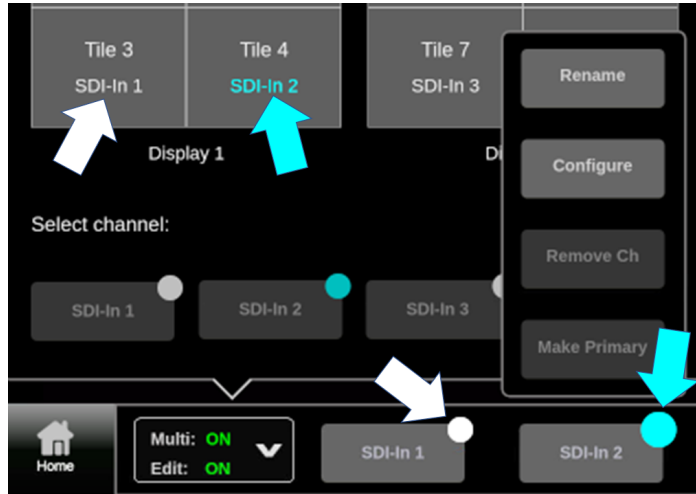 Tile 3
SDI-In 1
Tile 4
SDI-In 2
Tile 7
SDI-In 3
Display 1
Di
Rename
Configure
Remove Ch
Make Primary
Select channel:
SDI-In 1
SDI-In 2
SDI-In 3
Home
Multi: ON
Edit: ON
SDI-In 1
SDI-In 2